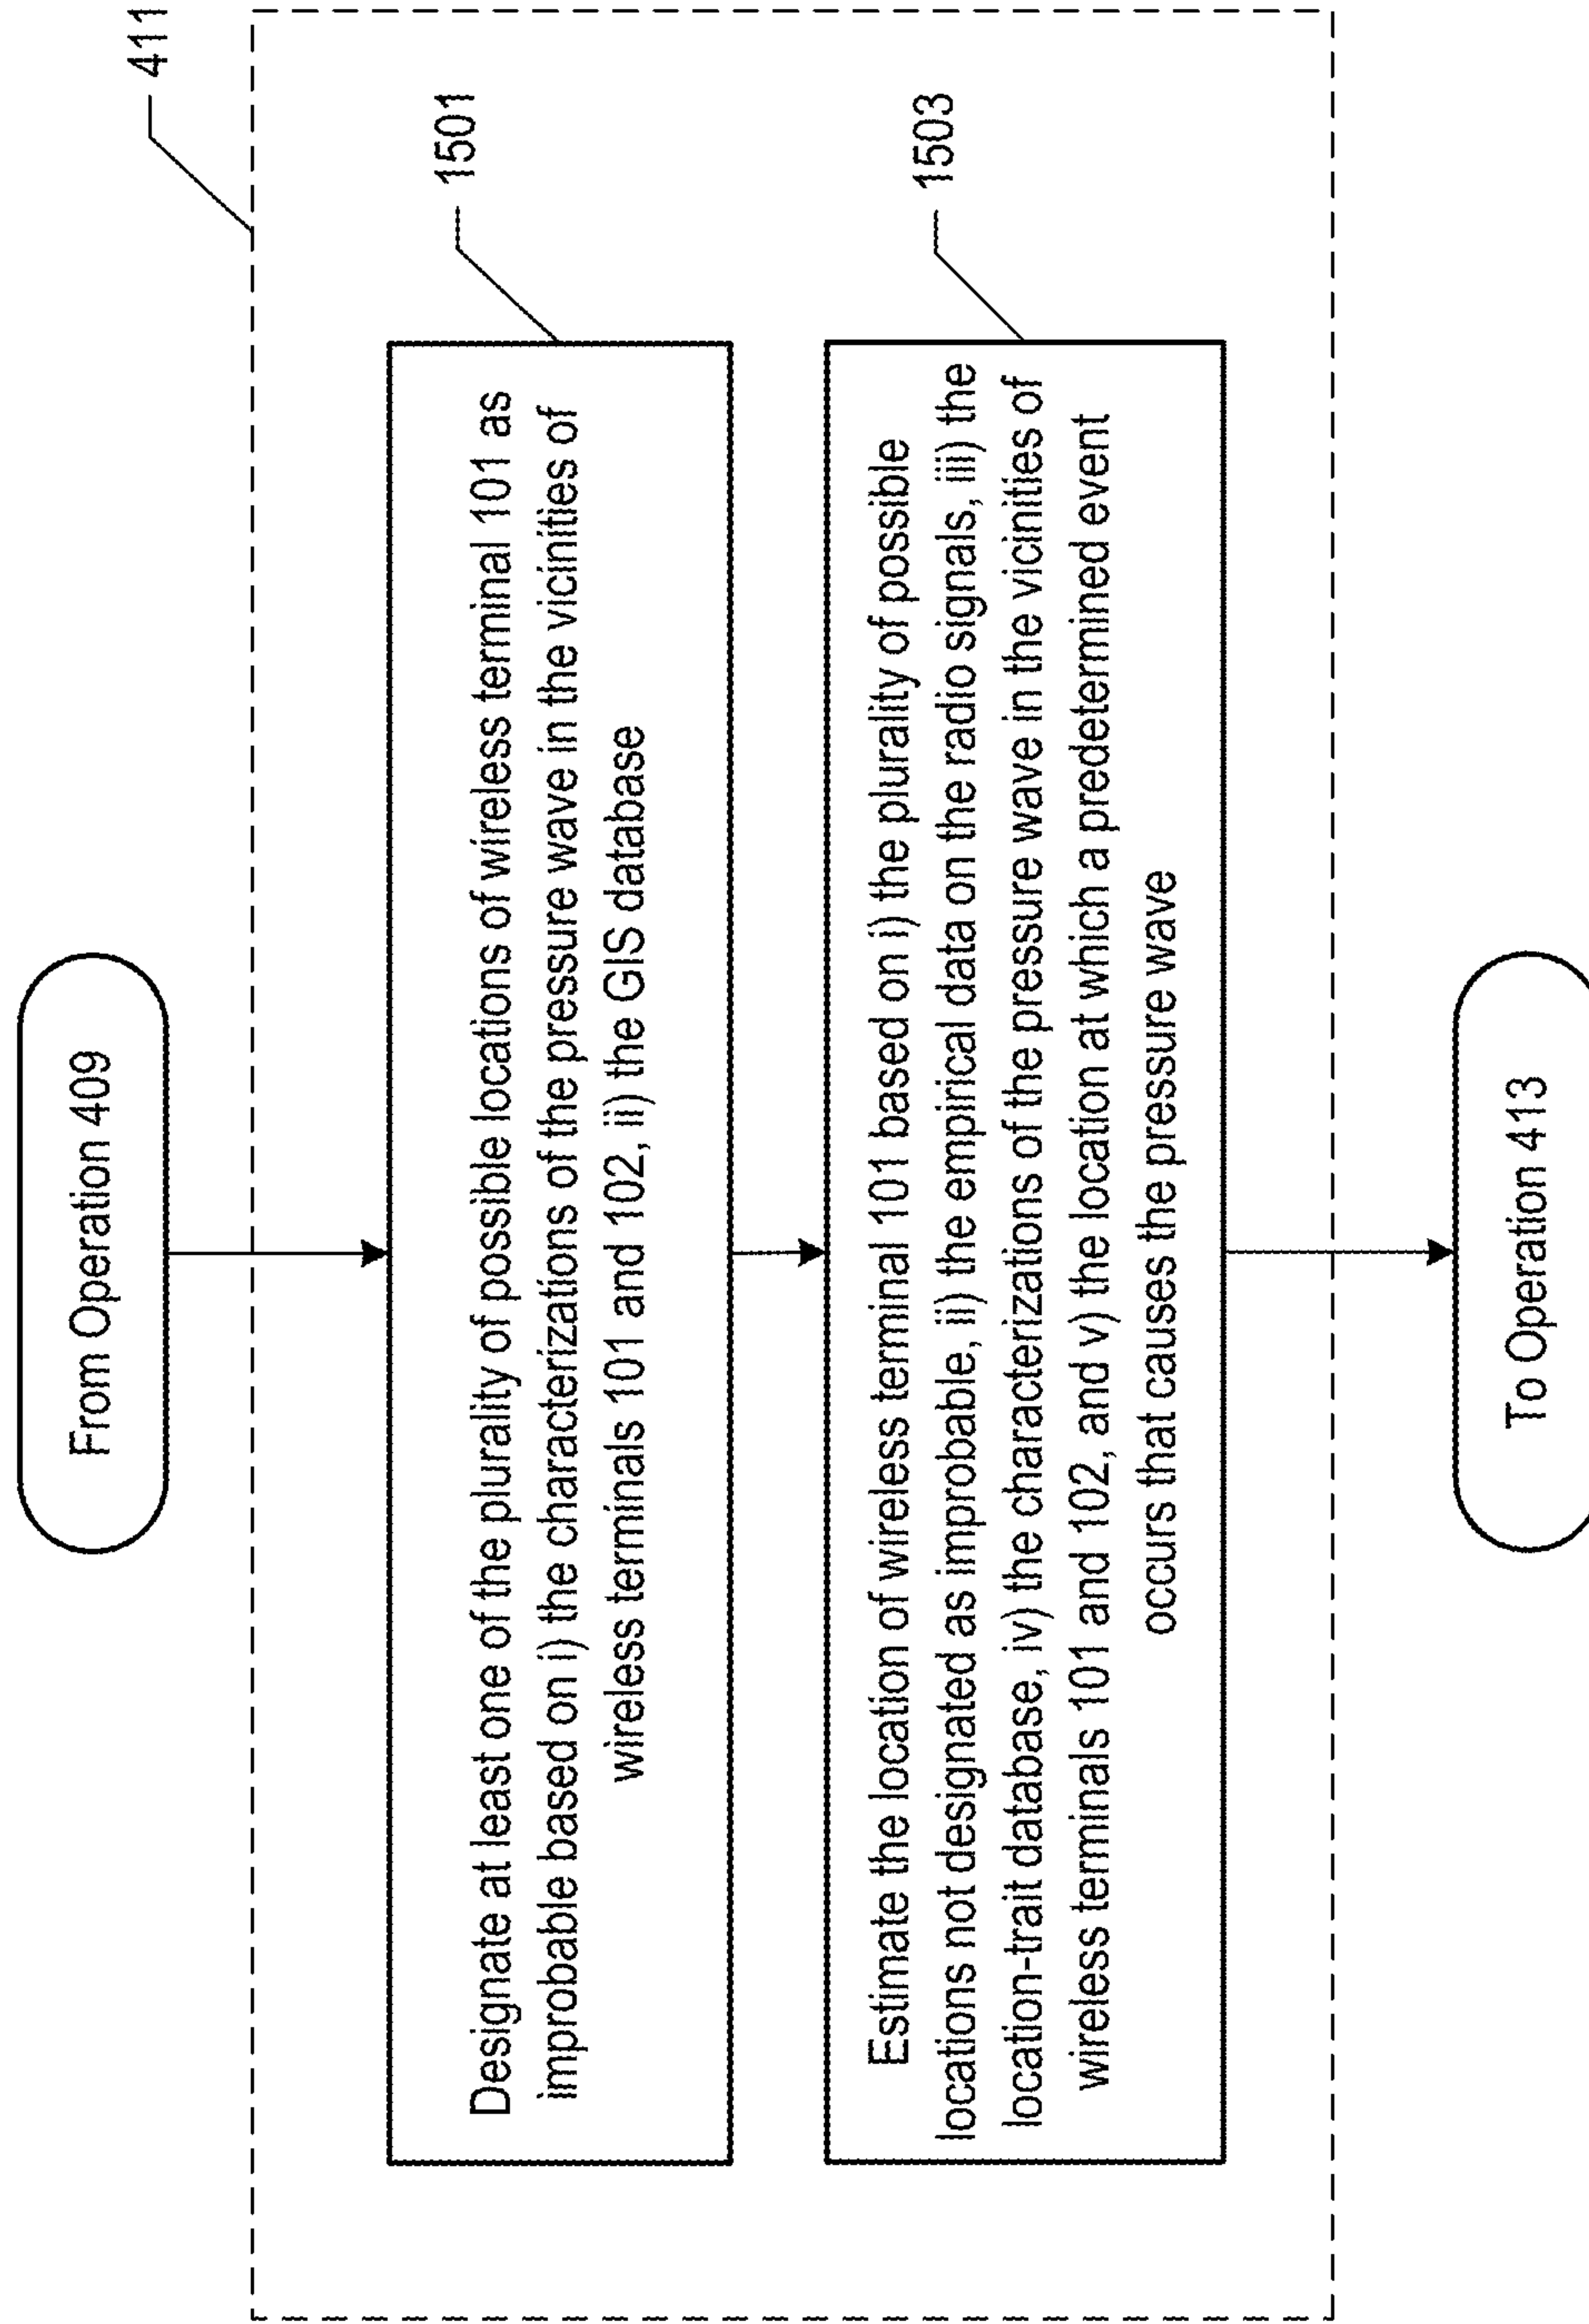 From Operation 409
411
1501
Designate at least one of the plurality of possible locations of wireless terminal 101 as
improbable based on i) the characterizations of the pressure wave in the vicinities of
wireless terminals 101 and 102, ii) the GIS database
1503
Estimate the location of wireless terminal 101 based on i) the plurality of possible
locations not designated as improbable, ii) the empirical data on the radio signals, iii) the
location-trait database, iv) the characterizations of the pressure wave in the vicinities of
wireless terminals 101 and 102, and v) the location at which a predetermined event
occurs that causes the pressure wave
To Operation 413